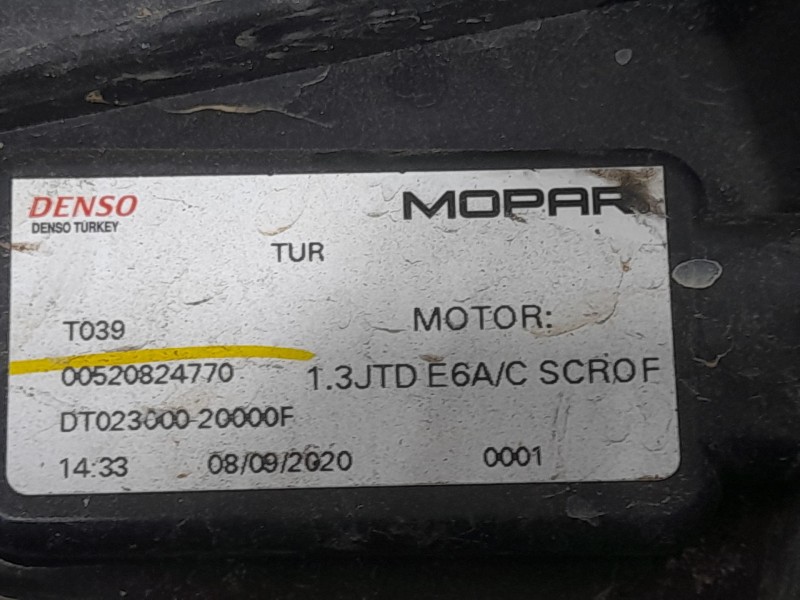 DENSO
DENSO TURKEY
MOPAR
TUR
T039
MOTOR:
00520824770
1.3JTD E6A/C SCROF
DT023000-20000F
14:33 08/09/2020 0001